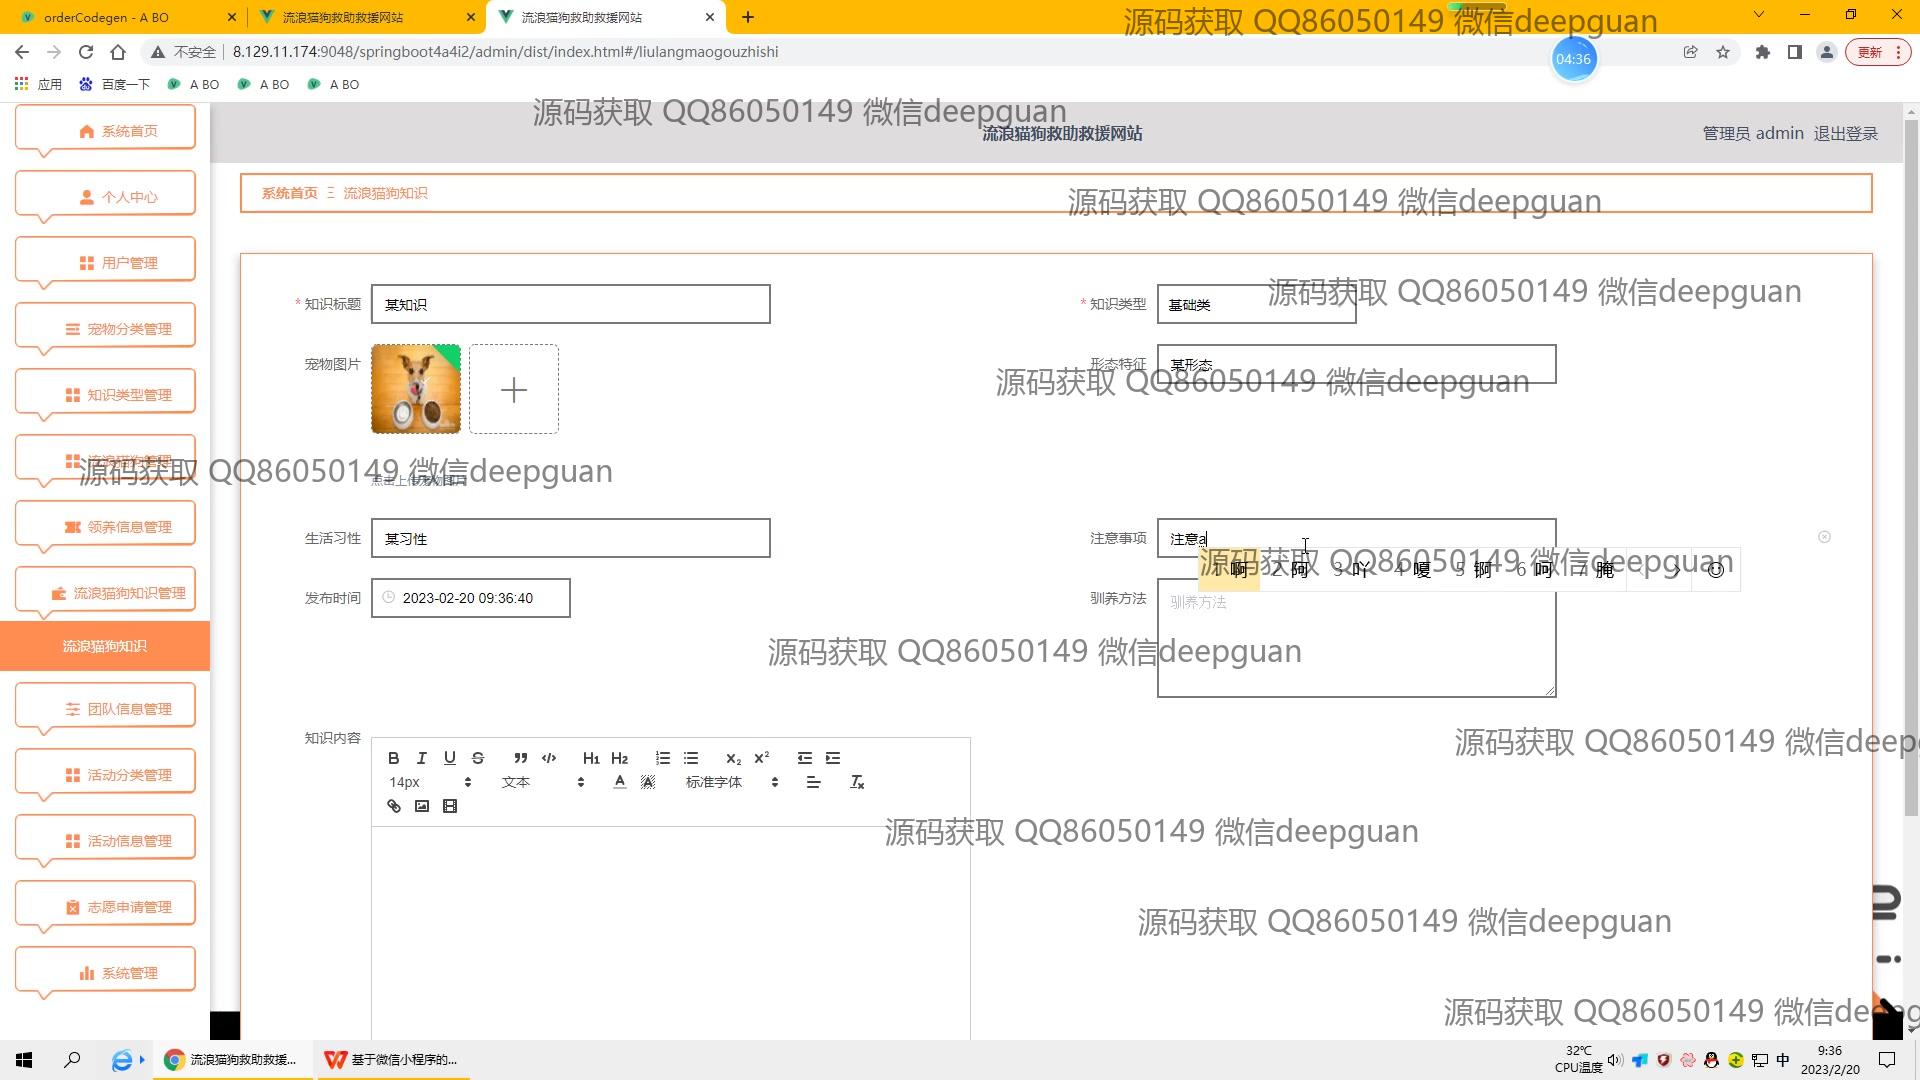 orderCodegen - A BO
流浪猫狗救助救援网站
流浪猫狗救助救援网站
源码获取 QQ86050149 微信deepguan
不安全
8.129.11.174:9048/springboot4a4i2/admin/dist/index.html#/liulangmaogouzhishi
04:36
更新
应用
百度一下
A BO
A BO
A BO
源码获取 QQ86050149 微信deepguan
流浪猫狗救助救援网站
管理员 admin
退出登录
系统首页
个人中心
用户管理
宠物分类管理
知识类型管理
流浪猫狗管理
领养信息管理
流浪猫狗知识管理
流浪猫狗知识
团队信息管理
活动分类管理
活动信息管理
志愿申请管理
系统管理
系统首页 Ξ 流浪猫狗知识
源码获取 QQ86050149 微信deepguan
* 知识标题
某知识
* 知识类型
基础类
源码获取 QQ86050149 微信deepguan
宠物图片
形态特征
某形态
源码获取 QQ86050149 微信deepguan
源码获取 QQ86050149 微信deepguan
点击上传宠物图片
生活习性
某习性
注意事项
注意a
源码获取 QQ86050149 微信deepguan
啊 2 阿 3 吖 4 嗄 5 锕 6 呵 7 腌
发布时间
2023-02-20 09:36:40
驯养方法
驯养方法
源码获取 QQ86050149 微信deepguan
知识内容
源码获取 QQ86050149 微信deepg
B I U S H1 H2 x2 x2
14px
文本
A
标准字体
源码获取 QQ86050149 微信deepguan
源码获取 QQ86050149 微信deepguan
源码获取 QQ86050149 微信deepg
流浪猫狗救助救援...
基于微信小程序的...
32℃
CPU温度
中
9:36
2023/2/20